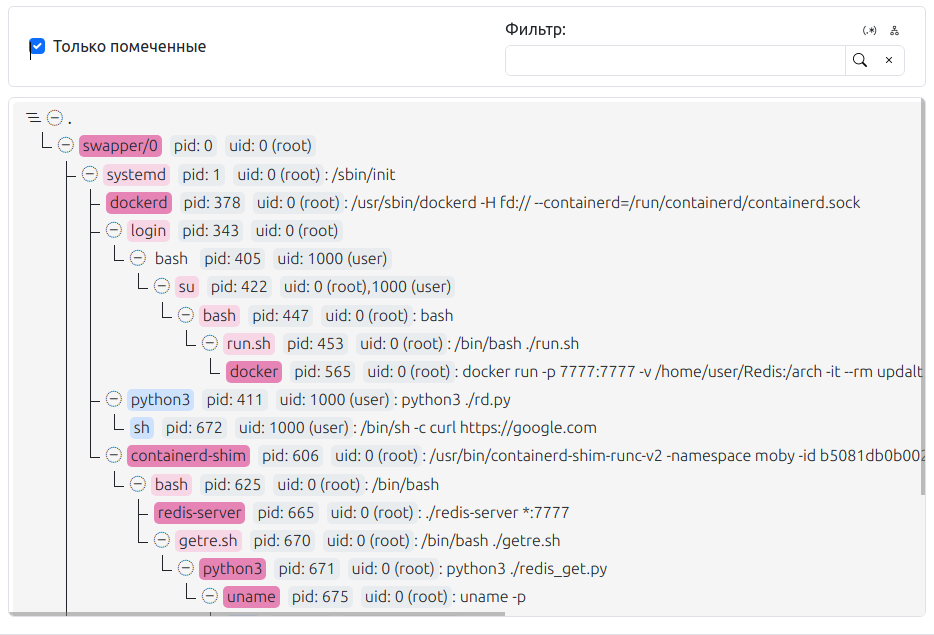 Только помеченные
Фильтр:
(.*)
.
swapper/0 pid: 0 uid: 0 (root)
systemd pid: 1 uid: 0 (root) : /sbin/init
dockerd pid: 378 uid: 0 (root) : /usr/sbin/dockerd -H fd:// --containerd=/run/containerd/containerd.sock
login pid: 343 uid: 0 (root)
bash pid: 405 uid: 1000 (user)
su pid: 422 uid: 0 (root),1000 (user)
bash pid: 447 uid: 0 (root) : bash
run.sh pid: 453 uid: 0 (root) : /bin/bash ./run.sh
docker pid: 565 uid: 0 (root) : docker run -p 7777:7777 -v /home/user/Redis:/arch -it --rm updalt
python3 pid: 411 uid: 1000 (user) : python3 ./rd.py
sh pid: 672 uid: 1000 (user) : /bin/sh -c curl https://google.com
containerd-shim pid: 606 uid: 0 (root) : /usr/bin/containerd-shim-runc-v2 -namespace moby -id b5081db0b002
bash pid: 625 uid: 0 (root) : /bin/bash
redis-server pid: 665 uid: 0 (root) : ./redis-server *:7777
getre.sh pid: 670 uid: 0 (root) : /bin/bash ./getre.sh
python3 pid: 671 uid: 0 (root) : python3 ./redis_get.py
uname pid: 675 uid: 0 (root) : uname -p